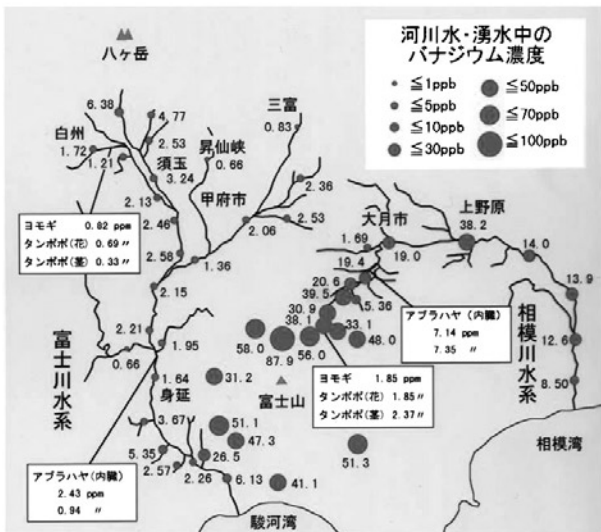 河川水・湧水中の
バナジウム濃度
≦1ppb
≦5ppb
≦10ppb
≦30ppb
≦50ppb
≦70ppb
≦100ppb
八ヶ岳
6.38
4.77
三富
0.83
白州
1.72
1.21
2.53
須玉
昇仙峡
0.66
3.24
2.13
甲府市
2.36
2.46
2.06
2.53
大月市
上野原
38.2
ヨモギ 0.82 ppm
タンポポ(花) 0.69 〃
タンポポ(茎) 0.33 〃
2.58
1.36
1.69
19.0
14.0
19.4
2.15
20.6
39.5
5.36
13.9
30.9
38.1
33.1
アブラハヤ(内臓)
7.14 ppm
7.35 〃
相模川水系
12.6
富士川水系
2.21
1.95
58.0
87.9
56.0
48.0
0.66
8.50
1.64
31.2
富士山
ヨモギ 1.85 ppm
タンポポ(花) 1.85〃
タンポポ(茎) 2.37〃
身延
3.67
51.1
47.3
51.3
相模湾
5.35
26.5
2.57
2.26
6.13
41.1
アブラハヤ(内臓)
2.43 ppm
0.94 〃
駿河湾